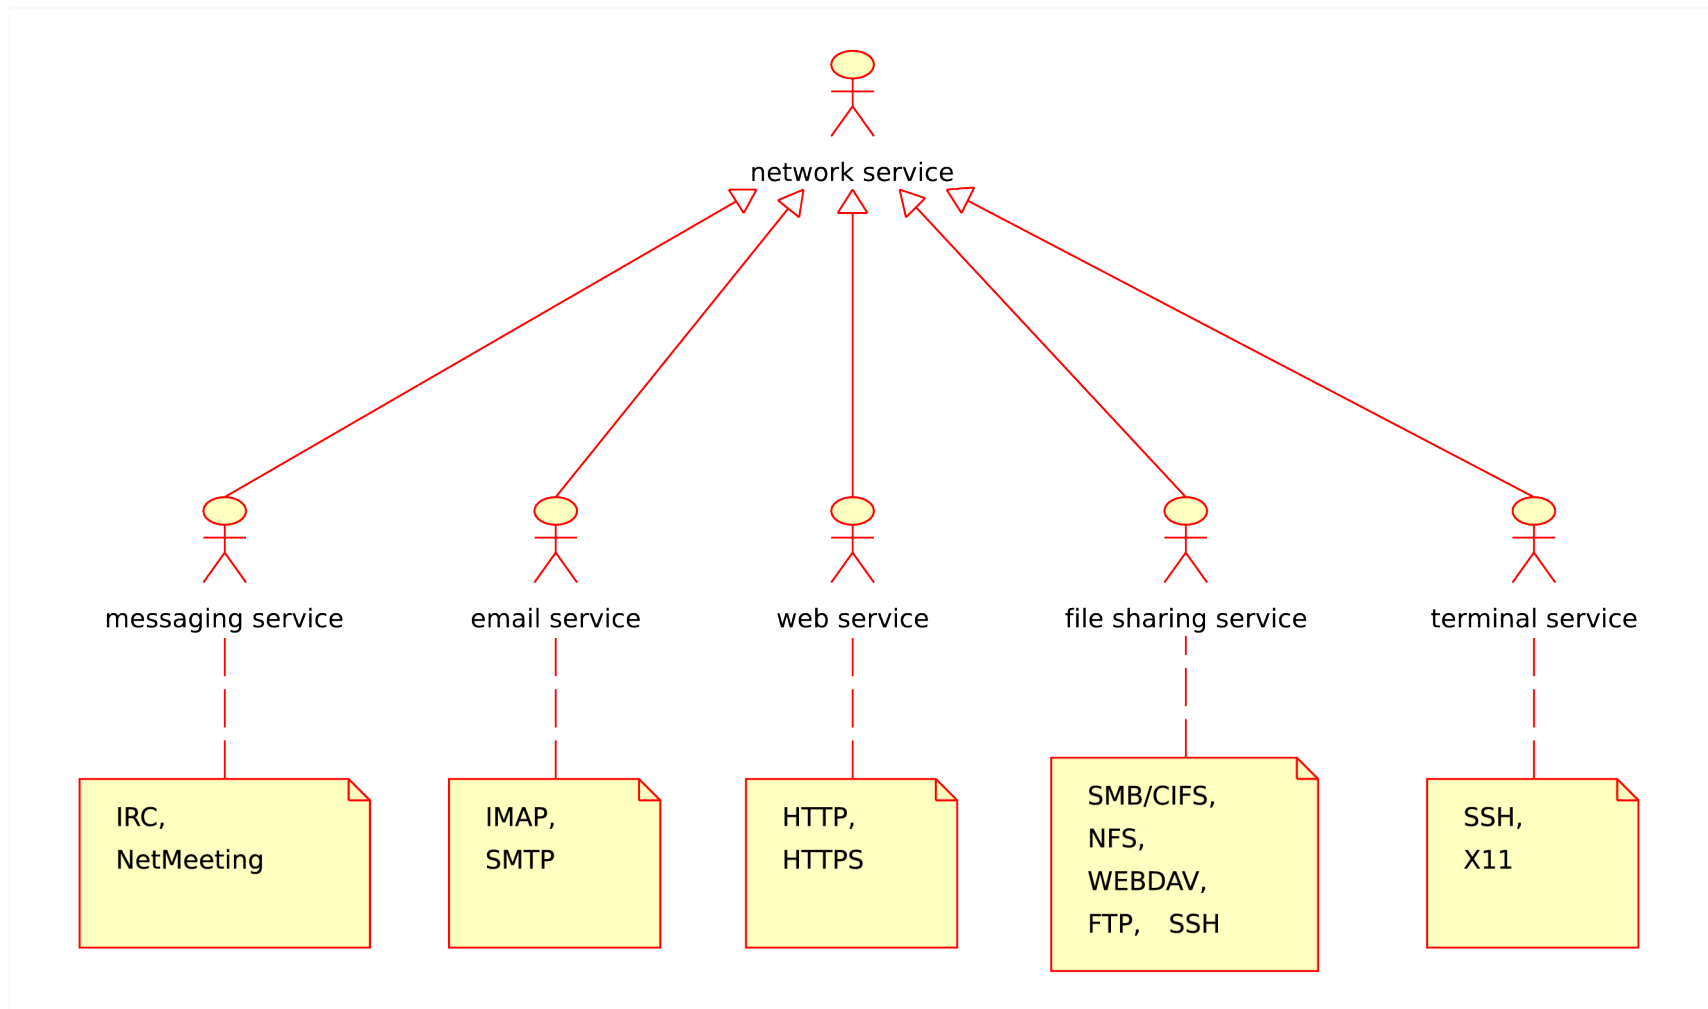 network service
messaging service
email service
web service
file sharing service
terminal service
IRC,
NetMeeting
IMAP,
SMTP
HTTP,
HTTPS
SMB/CIFS,
NFS,
WEBDAV,
FTP, SSH
SSH,
X11